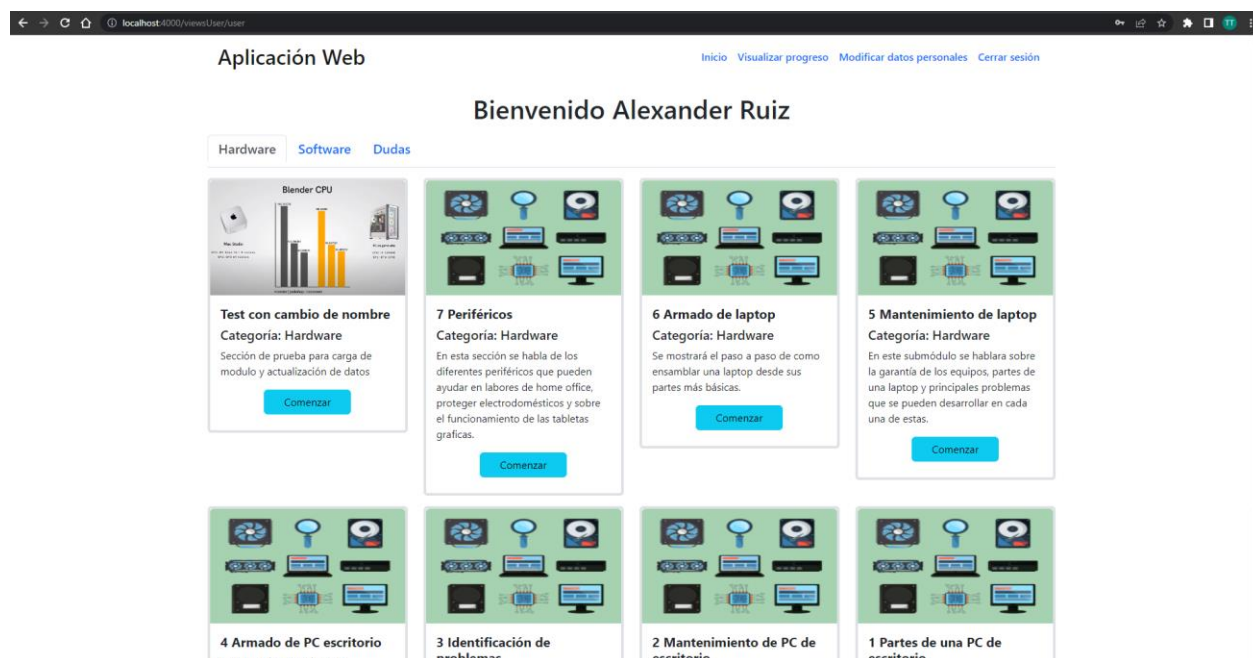 localhost:4000/viewsUser/user
TT
Aplicación Web
Inicio Visualizar progreso Modificar datos personales Cerrar sesión
Bienvenido Alexander Ruiz
Hardware Software Dudas
Blender CPU
Mac Studio
Test con cambio de nombre
Categoría: Hardware
Sección de prueba para carga de
modulo y actualización de datos
Comenzar
7 Periféricos
Categoría: Hardware
En esta sección se habla de los
diferentes periféricos que pueden
ayudar en labores de home office,
proteger electrodomésticos y sobre
el funcionamiento de las tabletas
graficas.
Comenzar
6 Armado de laptop
Categoría: Hardware
Se mostrará el paso a paso de como
ensamblar una laptop desde sus
partes más básicas.
Comenzar
5 Mantenimiento de laptop
Categoría: Hardware
En este submódulo se hablara sobre
la garantía de los equipos, partes de
una laptop y principales problemas
que se pueden desarrollar en cada
una de estas.
Comenzar
4 Armado de PC escritorio
3 Identificación de
problemas
2 Mantenimiento de PC de
escritorio
1 Partes de una PC de
escritorio